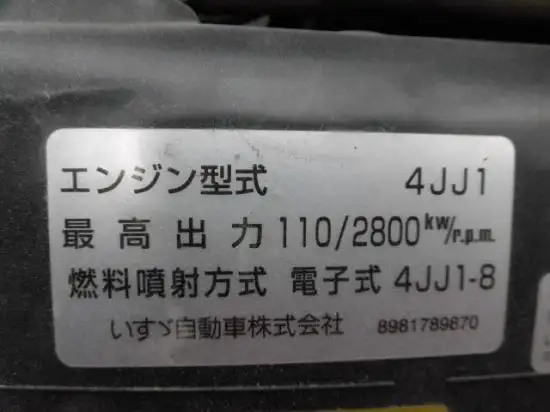 エンジン型式 4JJ1
最高出力 110/2800 kw/r.p.m.
燃料噴射方式 電子式 4JJ1-8
いすゞ自動車株式会社 8981789870